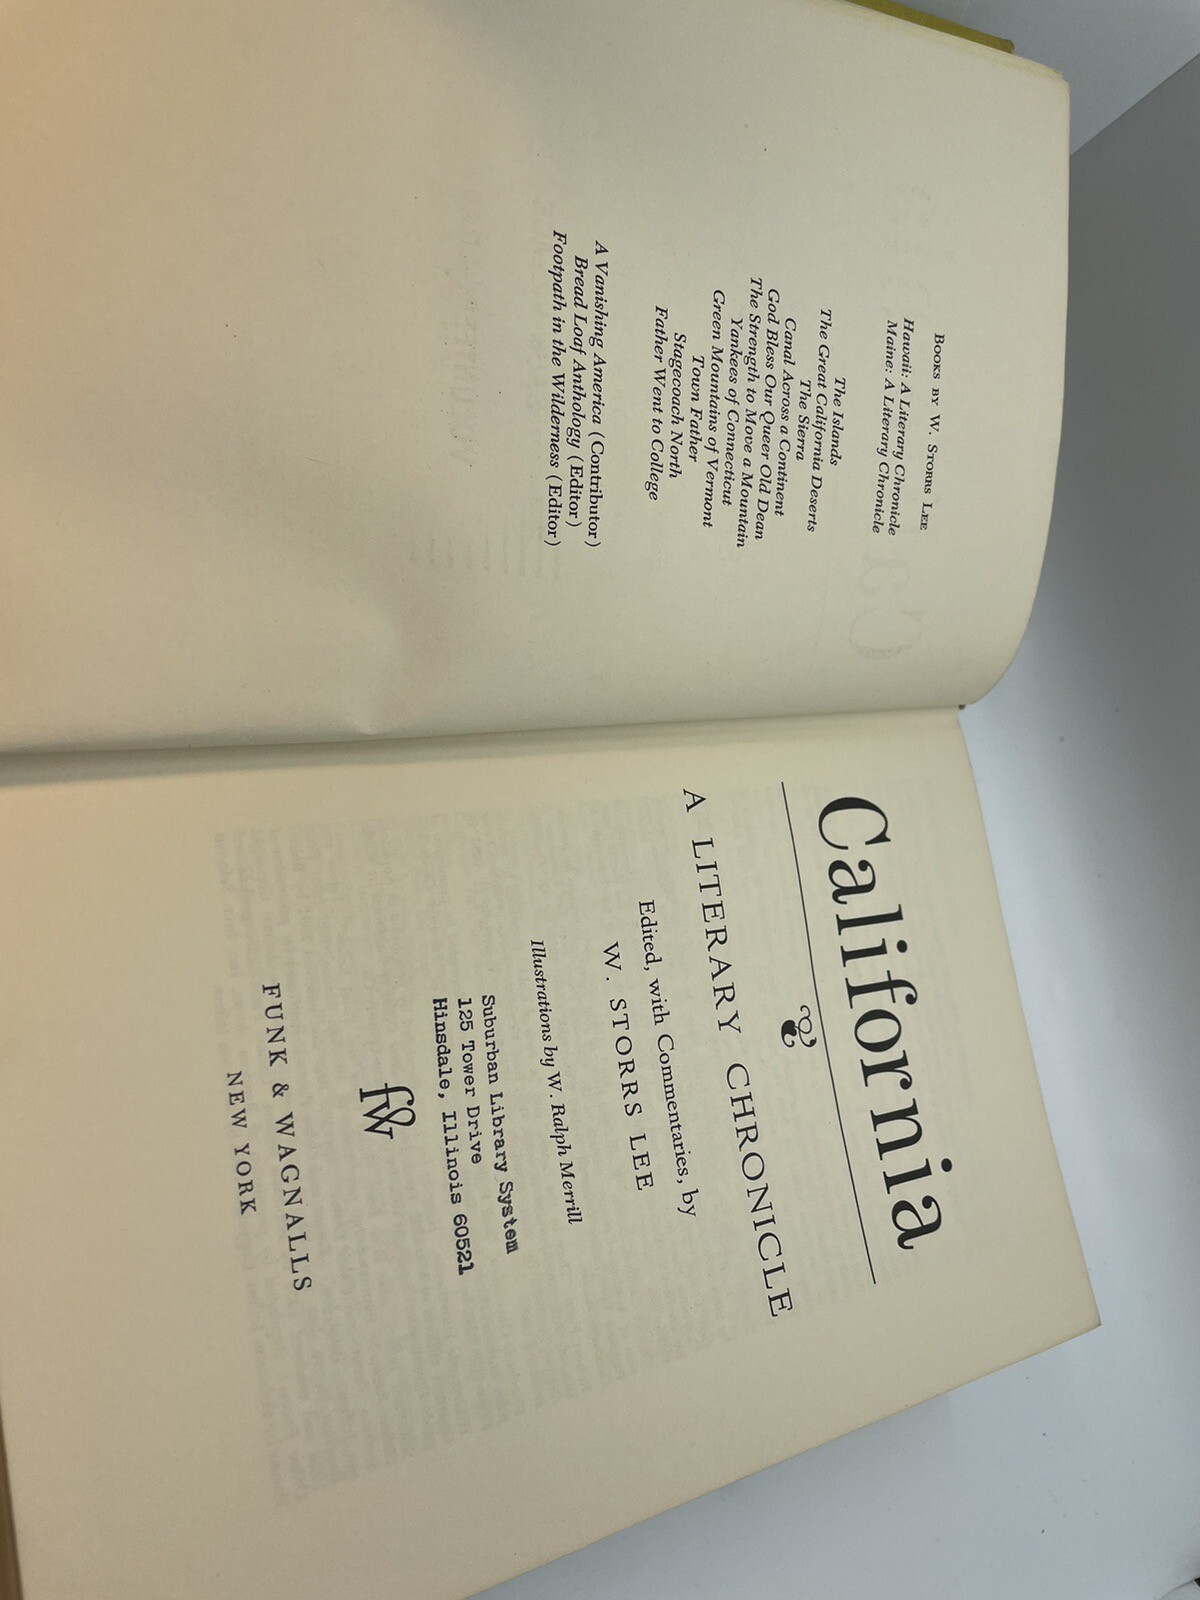 BOOKS BY W. STORRS LEE
Hawaii: A Literary Chronicle
Maine: A Literary Chronicle
The Islands
The Great California Deserts
The Sierra
Canal Across a Continent
God Bless Our Queer Old Dean
The Strength to Move a Mountain
Yankees of Connecticut
Green Mountains of Vermont
Town Father
Stagecoach North
Father Went to College
A Vanishing America (Contributor)
Bread Loaf Anthology (Editor)
Footpath in the Wilderness (Editor)
California
A LITERARY CHRONICLE
Edited, with Commentaries, by
W. STORRS LEE
Illustrations by W. Ralph Merrill
Suburban Library System
125 Tower Drive
Hinsdale, Illinois 60521
fW
FUNK & WAGNALLS
NEW YORK